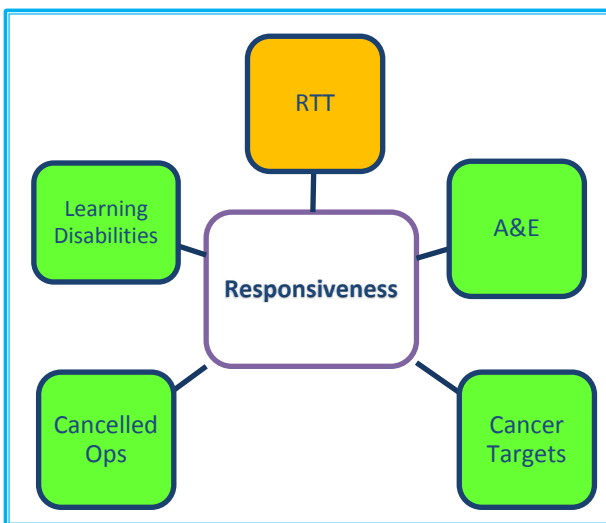 RTT
Learning
Disabilities
A&E
Responsiveness
Cancelled
Ops
Cancer
Targets